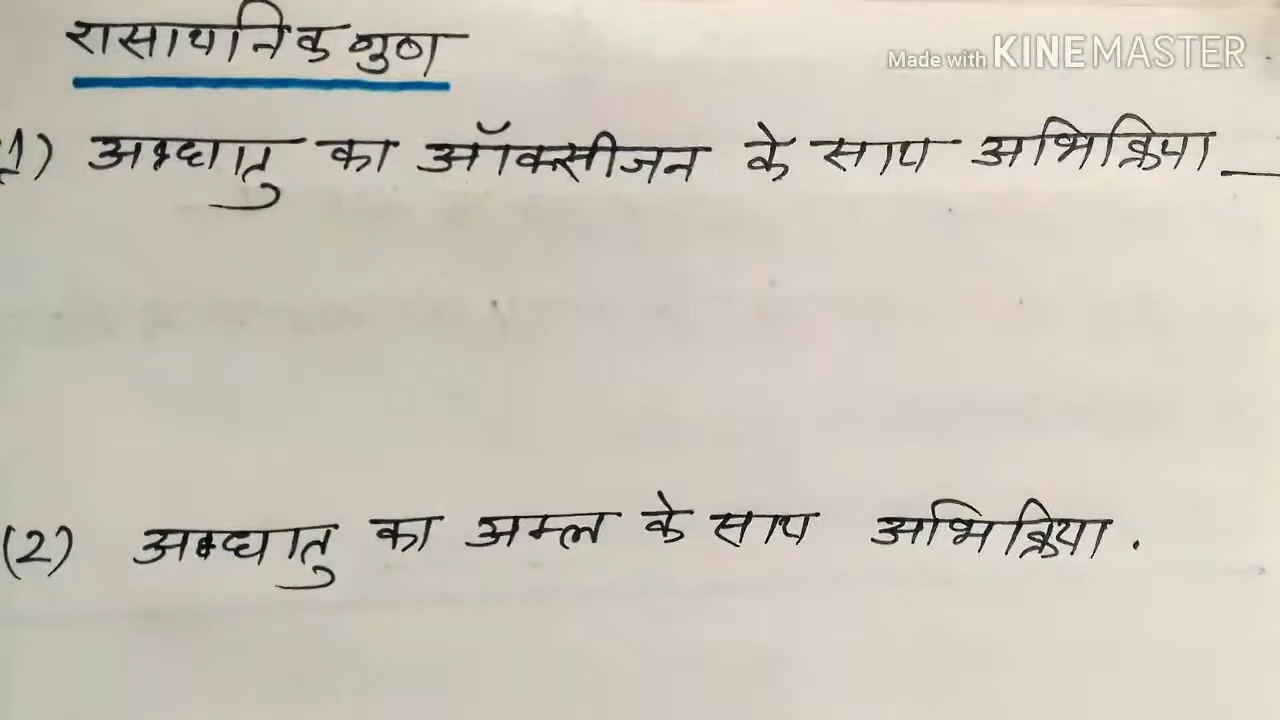 रासायनिक गुण
Made with KINEMASTER
(1) अधातु का ऑक्सीजन के साथ अभिक्रिया _
(2) अधातु का अम्ल के साथ अभिक्रिया .